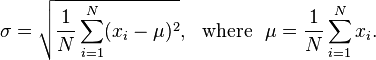 σ = √(1/N ∑_{i=1}^{N} (x_i − μ)²), where μ = 1/N ∑_{i=1}^{N} x_i.